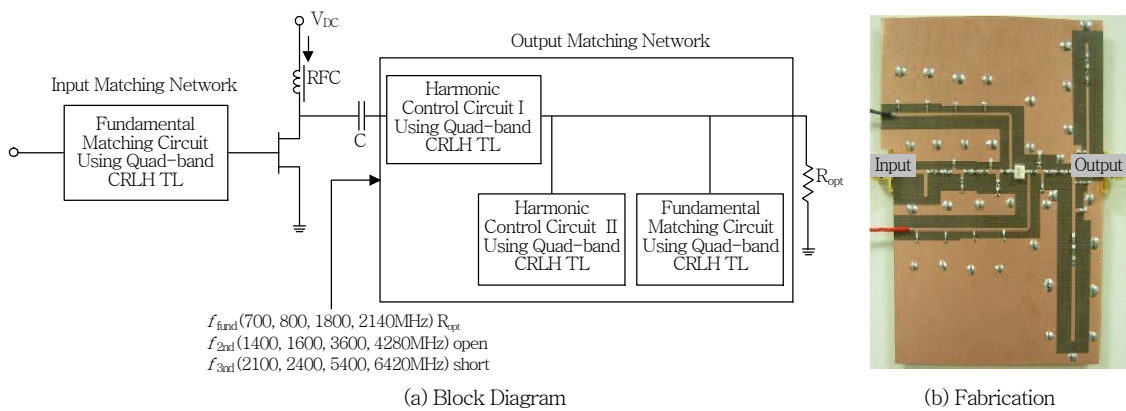 V_DC
RFC
C
Input Matching Network
Fundamental
Matching Circuit
Using Quad-band
CRLH TL
Output Matching Network
Harmonic
Control Circuit I
Using Quad-band
CRLH TL
Harmonic
Control Circuit II
Using Quad-band
CRLH TL
Fundamental
Matching Circuit
Using Quad-band
CRLH TL
R_opt
f_fund(700, 800, 1800, 2140MHz) R_opt
f_2nd(1400, 1600, 3600, 4280MHz) open
f_3nd(2100, 2400, 5400, 6420MHz) short
(a) Block Diagram
Input
Output
(b) Fabrication